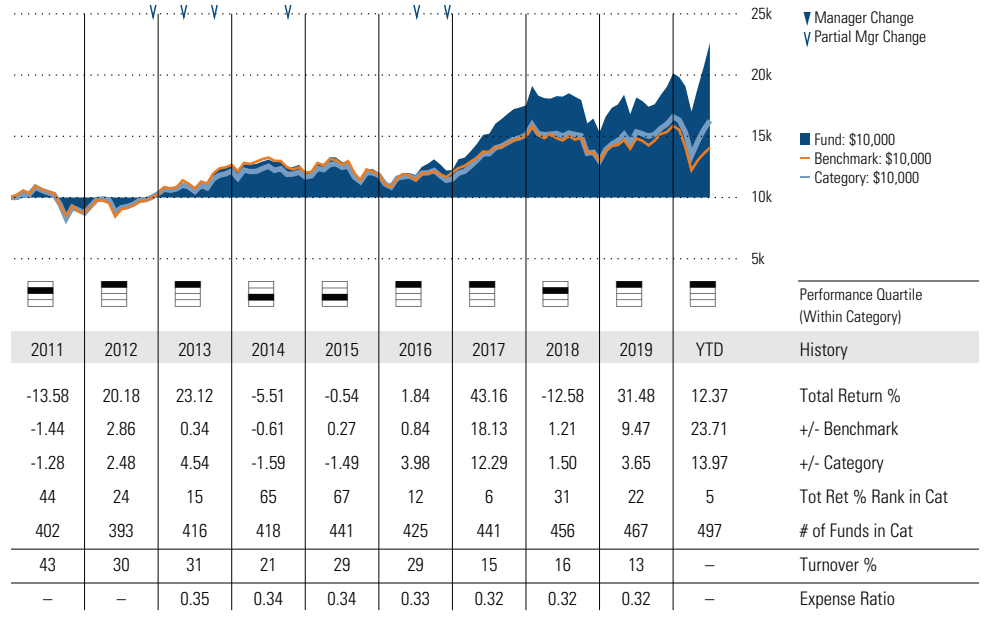 25k
20k
15k
10k
5k
Manager Change
Partial Mgr Change
Fund: $10,000
Benchmark: $10,000
Category: $10,000
Performance Quartile
(Within Category)
2011 2012 2013 2014 2015 2016 2017 2018 2019 YTD History
-13.58 20.18 23.12 -5.51 -0.54 1.84 43.16 -12.58 31.48 12.37 Total Return %
-1.44 2.86 0.34 -0.61 0.27 0.84 18.13 1.21 9.47 23.71 +/- Benchmark
-1.28 2.48 4.54 -1.59 -1.49 3.98 12.29 1.50 3.65 13.97 +/- Category
44 24 15 65 67 12 6 31 22 5 Tot Ret % Rank in Cat
402 393 416 418 441 425 441 456 467 497 # of Funds in Cat
43 30 31 21 29 29 15 16 13 – Turnover %
– – 0.35 0.34 0.34 0.33 0.32 0.32 0.32 – Expense Ratio